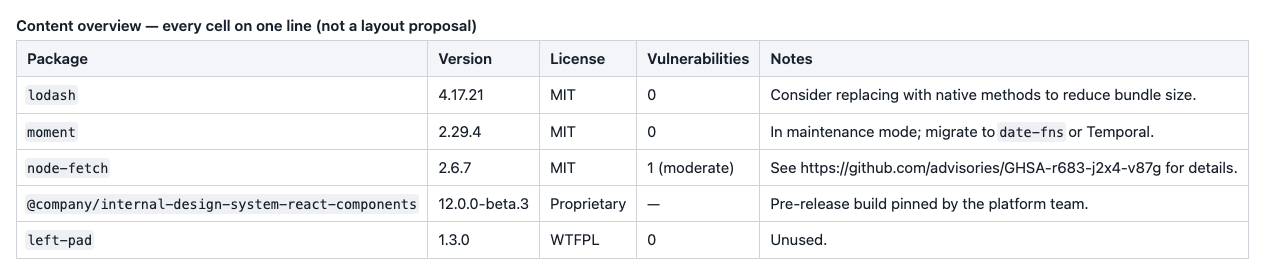 Content overview — every cell on one line (not a layout proposal)
Package Version License Vulnerabilities Notes
lodash 4.17.21 MIT 0 Consider replacing with native methods to reduce bundle size.
moment 2.29.4 MIT 0 In maintenance mode; migrate to date-fns or Temporal.
node-fetch 2.6.7 MIT 1 (moderate) See https://github.com/advisories/GHSA-r683-j2x4-v87g for details.
@company/internal-design-system-react-components 12.0.0-beta.3 Proprietary — Pre-release build pinned by the platform team.
left-pad 1.3.0 WTFPL 0 Unused.